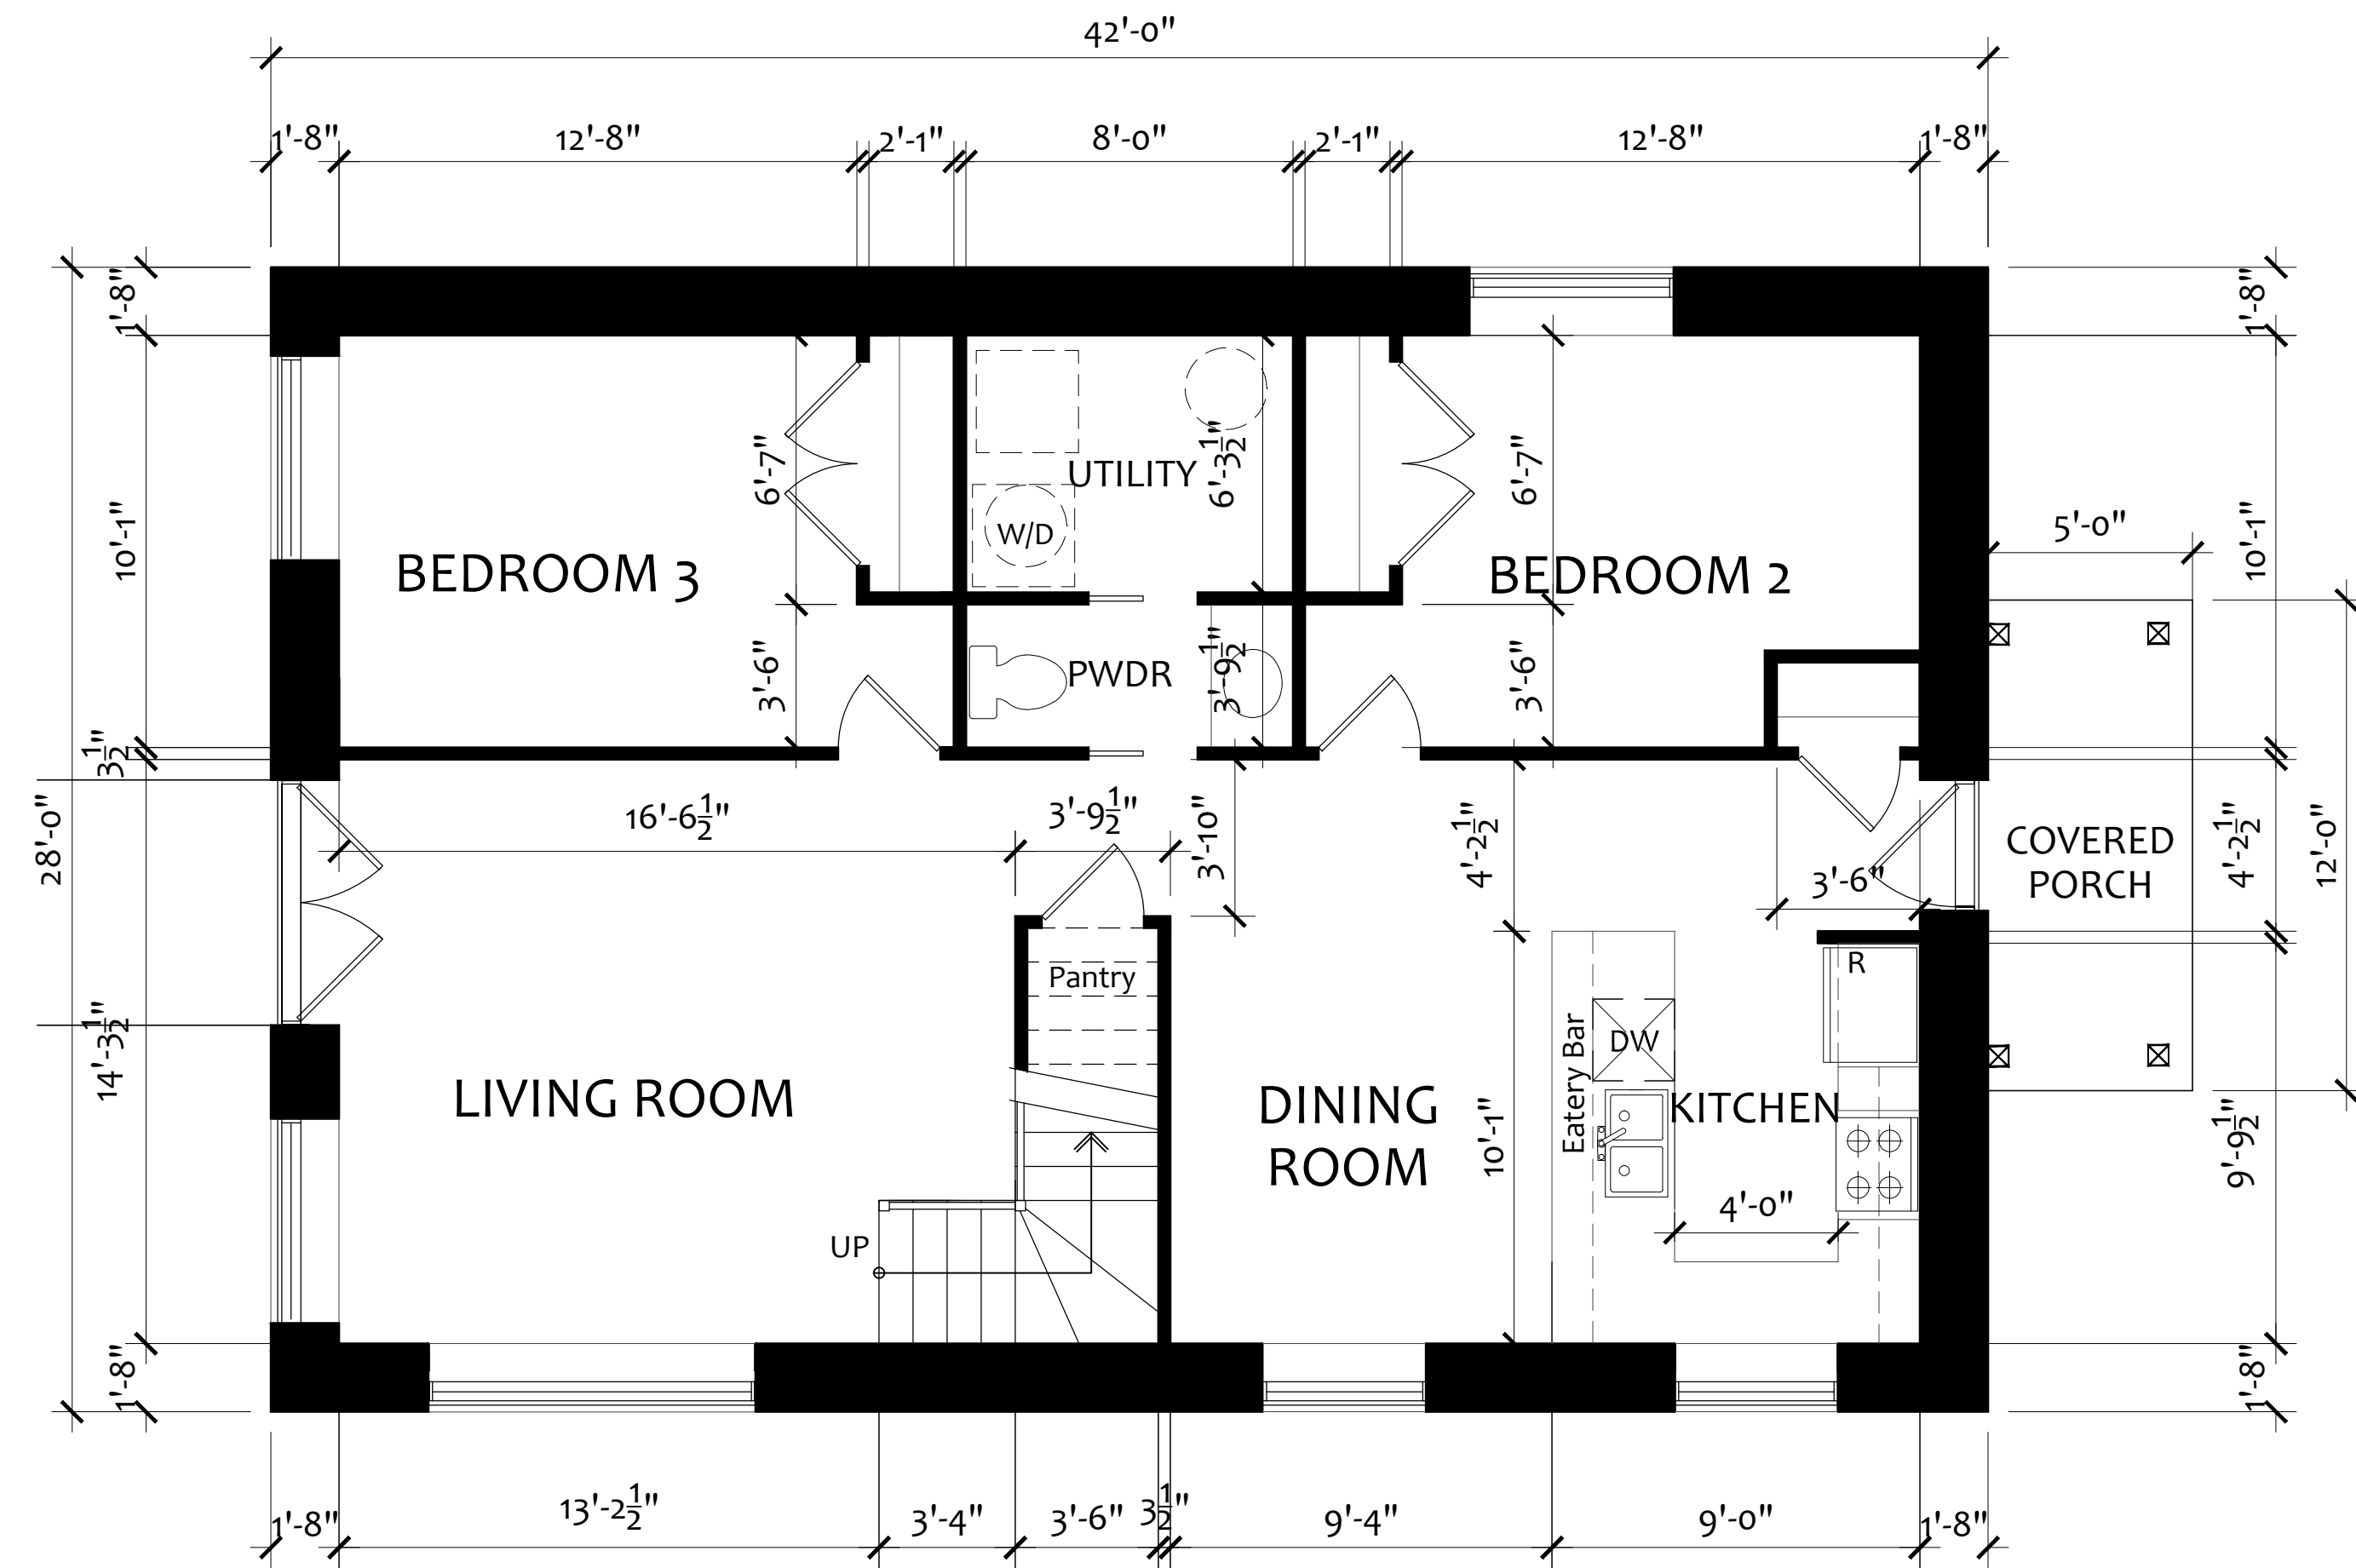 42'-0"
1'-8" 12'-8" 2'-1" 8'-0" 2'-1" 12'-8" 1'-8"
1'-8"
1'-8"
6'-7"
UTILITY
6'-3½"
6'-7"
10'-1"
W/D
5'-0"
10'-1"
BEDROOM 3
BEDROOM 2
3'-6"
PWDR
3'-9½"
3'-6"
3½"
28'-0"
16'-6½"
3'-9½"
3'-10"
4'-2½"
3'-6"
COVERED
PORCH
4'-2½"
12'-0"
Pantry
R
14'-3½"
LIVING ROOM
DINING
ROOM
10'-1"
Eatery Bar
DW
KITCHEN
9'-9½"
4'-0"
UP
1'-8"
1'-8"
1'-8" 13'-2½" 3'-4" 3'-6" 3½" 9'-4" 9'-0" 1'-8"